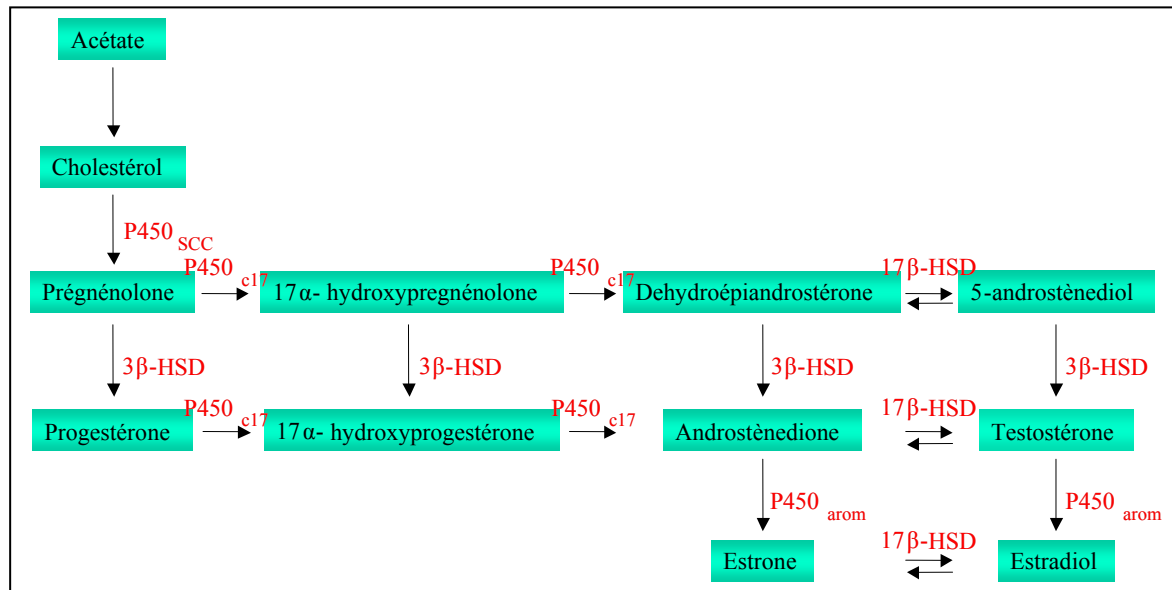 Acétate
Cholestérol
P450 SCC
P450 c17
P450 c17
17β-HSD
Prégnénolone
17α- hydroxypregnénolone
Dehydroépiandrostérone
5-androstènediol
3β-HSD
3β-HSD
3β-HSD
3β-HSD
P450 c17
P450 c17
17β-HSD
Progestérone
17α- hydroxyprogestérone
Androstènedione
Testostérone
P450 arom
P450 arom
17β-HSD
Estrone
Estradiol